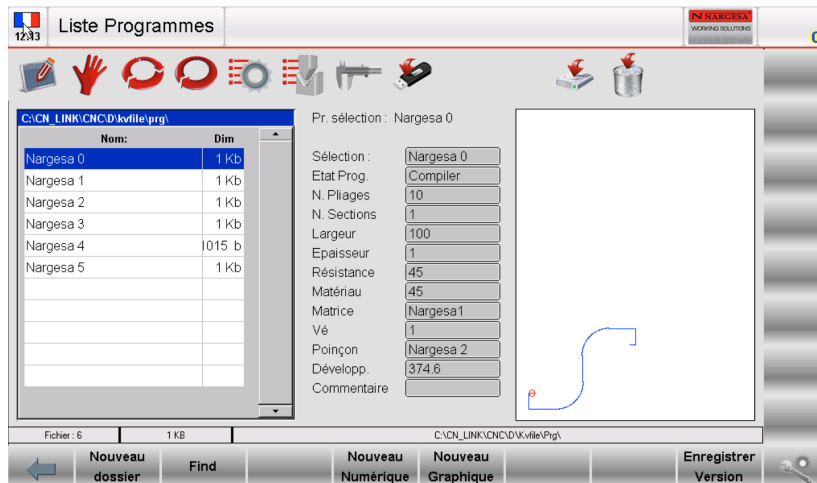 12:13
Liste Programmes
NARGESA
WORKING SOLUTIONS
C:\CN_LINK\CNC\D\kvfile\prg\
Nom: Dim
Nargesa 0 1 Kb
Nargesa 1 1 Kb
Nargesa 2 1 Kb
Nargesa 3 1 Kb
Nargesa 4 1015 b
Nargesa 5 1 Kb
Pr. sélection : Nargesa 0
Sélection : Nargesa 0
Etat Prog. Compiler
N. Pliages 10
N. Sections 1
Largeur 100
Epaisseur 1
Résistance 45
Matériau 45
Matrice Nargesa1
Vé 1
Poinçon Nargesa 2
Développ. 374.6
Commentaire
Fichier : 6 1 KB C:\CN_LINK\CNC\D\Kvfile\Prg\
Nouveau dossier
Find
Nouveau Numérique
Nouveau Graphique
Enregistrer Version